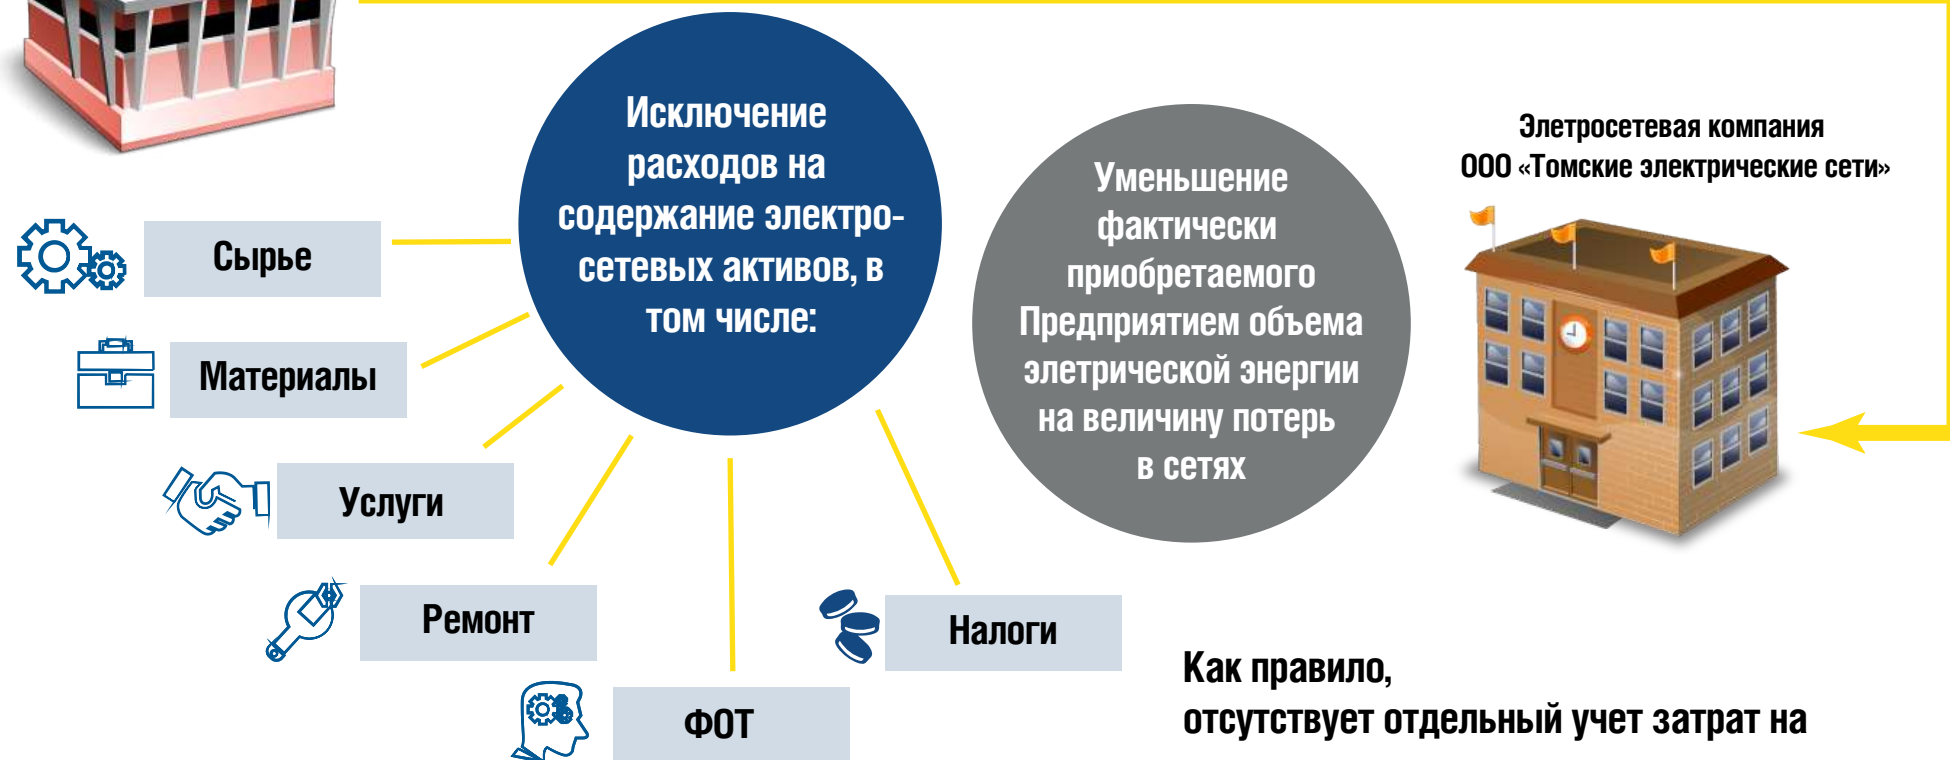 Исключение
расходов на
содержание электро-
сетевых активов, в
том числе:
Сырье
Материалы
Услуги
Ремонт
ФОТ
Налоги
Уменьшение
фактически
приобретаемого
Предприятием объема
элетрической энергии
на величину потерь
в сетях
Элетросетевая компания
ООО «Томские электрические сети»
Как правило,
отсутствует отдельный учет затрат на